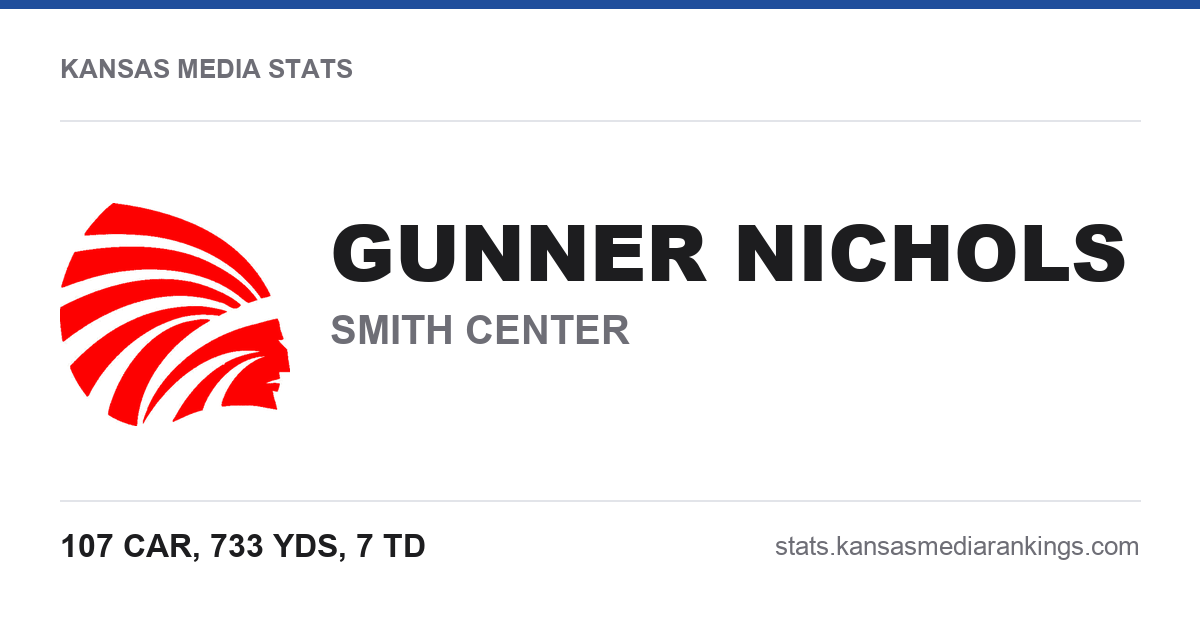 KANSAS MEDIA STATS
GUNNER NICHOLS
SMITH CENTER
107 CAR, 733 YDS, 7 TD
stats.kansasmediarankings.com